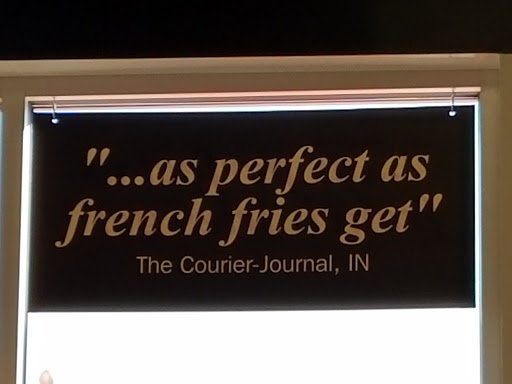 "...as perfect as
french fries get"
The Courier-Journal, IN